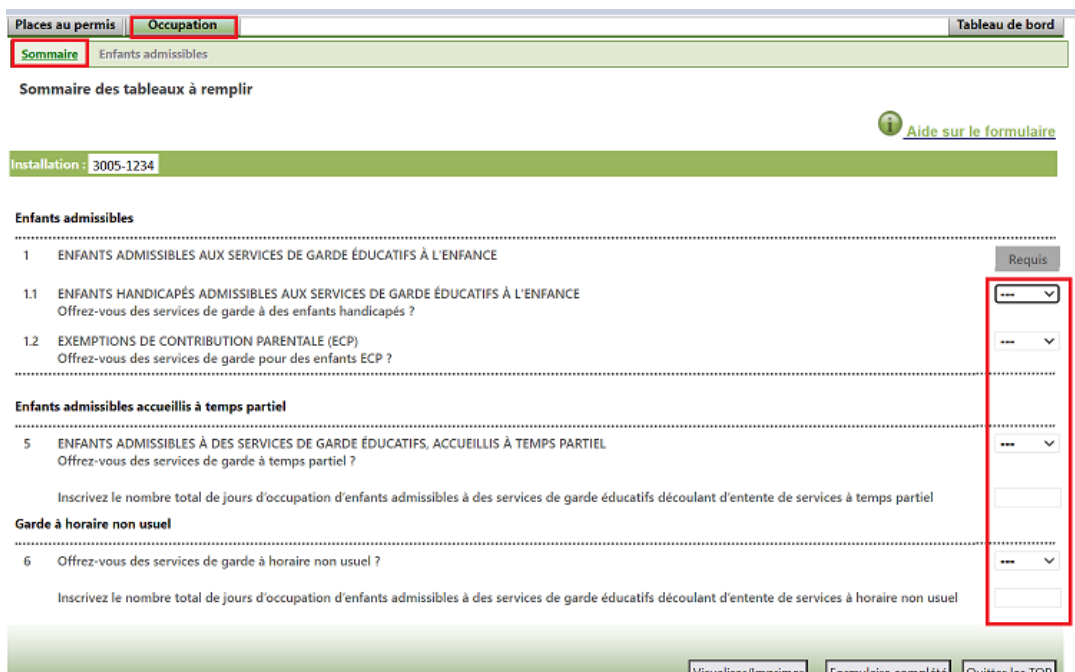 Places au permis Occupation Tableau de bord
Sommaire Enfants admissibles
Sommaire des tableaux à remplir
Aide sur le formulaire
Installation : 3005-1234
Enfants admissibles
1 ENFANTS ADMISSIBLES AUX SERVICES DE GARDE ÉDUCATIFS À L'ENFANCE Requis
1.1 ENFANTS HANDICAPÉS ADMISSIBLES AUX SERVICES DE GARDE ÉDUCATIFS À L'ENFANCE ---
Offrez-vous des services de garde à des enfants handicapés ?
1.2 EXEMPTIONS DE CONTRIBUTION PARENTALE (ECP) ---
Offrez-vous des services de garde pour des enfants ECP ?
Enfants admissibles accueillis à temps partiel
5 ENFANTS ADMISSIBLES À DES SERVICES DE GARDE ÉDUCATIFS, ACCUEILLIS À TEMPS PARTIEL ---
Offrez-vous des services de garde à temps partiel ?
Inscrivez le nombre total de jours d'occupation d'enfants admissibles à des services de garde éducatifs découlant d'entente de services à temps partiel
Garde à horaire non usuel
6 Offrez-vous des services de garde à horaire non usuel ? ---
Inscrivez le nombre total de jours d'occupation d'enfants admissibles à des services de garde éducatifs découlant d'entente de services à horaire non usuel
Visualiser/Imprimer Formulaire complété Quitter les TOP